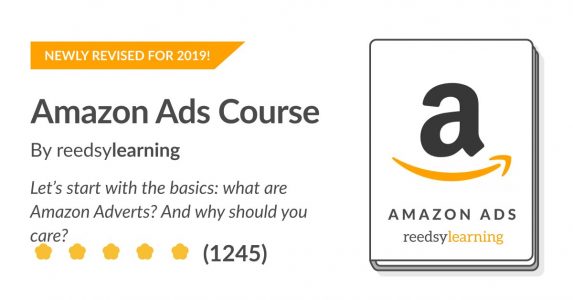 NEWLY REVISED FOR 2019!
Amazon Ads Course
By reedsylearning
Let's start with the basics: what are
Amazon Adverts? And why should you
care?
(1245)
a
AMAZON ADS
reedsylearning